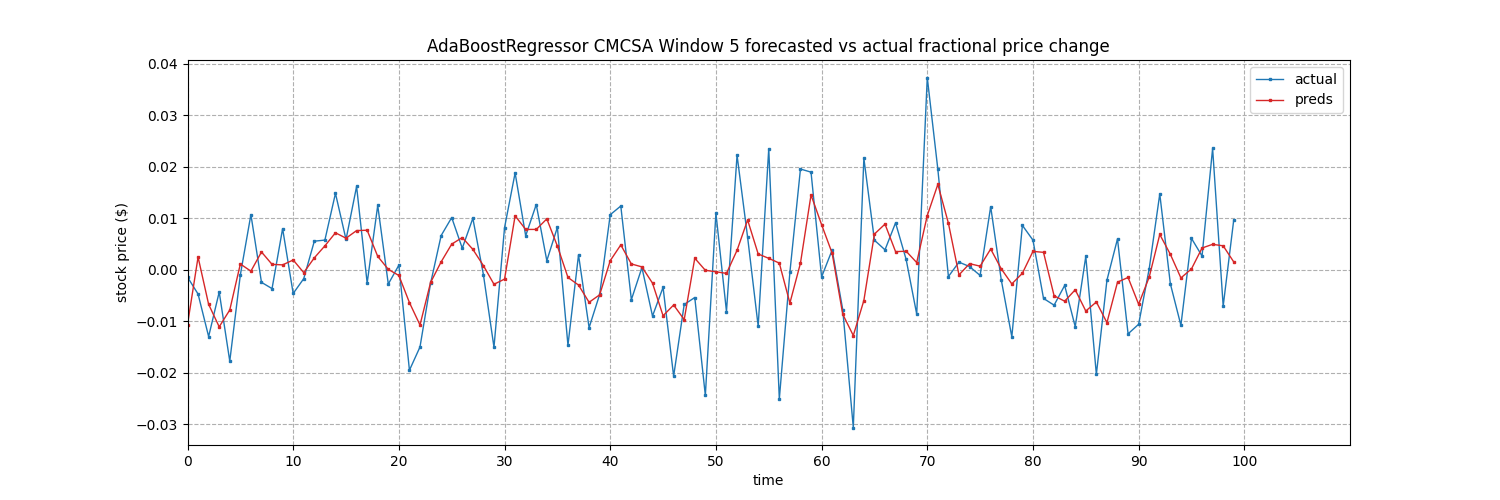 AdaBoostRegressor CMCSA Window 5 forecasted vs actual fractional price change
0.04
0.03
0.02
0.01
0.00
−0.01
−0.02
−0.03
stock price ($)
0 10 20 30 40 50 60 70 80 90 100
time
actual
preds